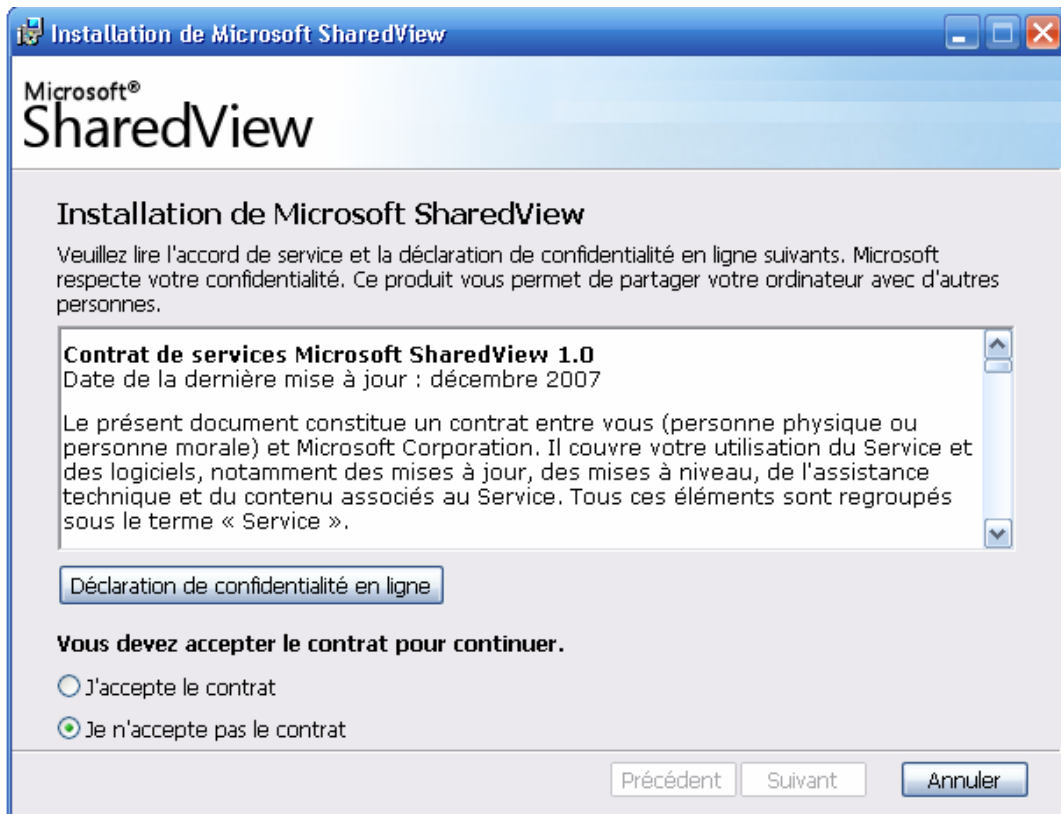 Installation de Microsoft SharedView
Microsoft®
SharedView
Installation de Microsoft SharedView
Veuillez lire l'accord de service et la déclaration de confidentialité en ligne suivants. Microsoft
respecte votre confidentialité. Ce produit vous permet de partager votre ordinateur avec d'autres
personnes.
Contrat de services Microsoft SharedView 1.0
Date de la dernière mise à jour : décembre 2007
Le présent document constitue un contrat entre vous (personne physique ou
personne morale) et Microsoft Corporation. Il couvre votre utilisation du Service et
des logiciels, notamment des mises à jour, des mises à niveau, de l'assistance
technique et du contenu associés au Service. Tous ces éléments sont regroupés
sous le terme « Service ».
Déclaration de confidentialité en ligne
Vous devez accepter le contrat pour continuer.
J'accepte le contrat
Je n'accepte pas le contrat
Précédent Suivant Annuler